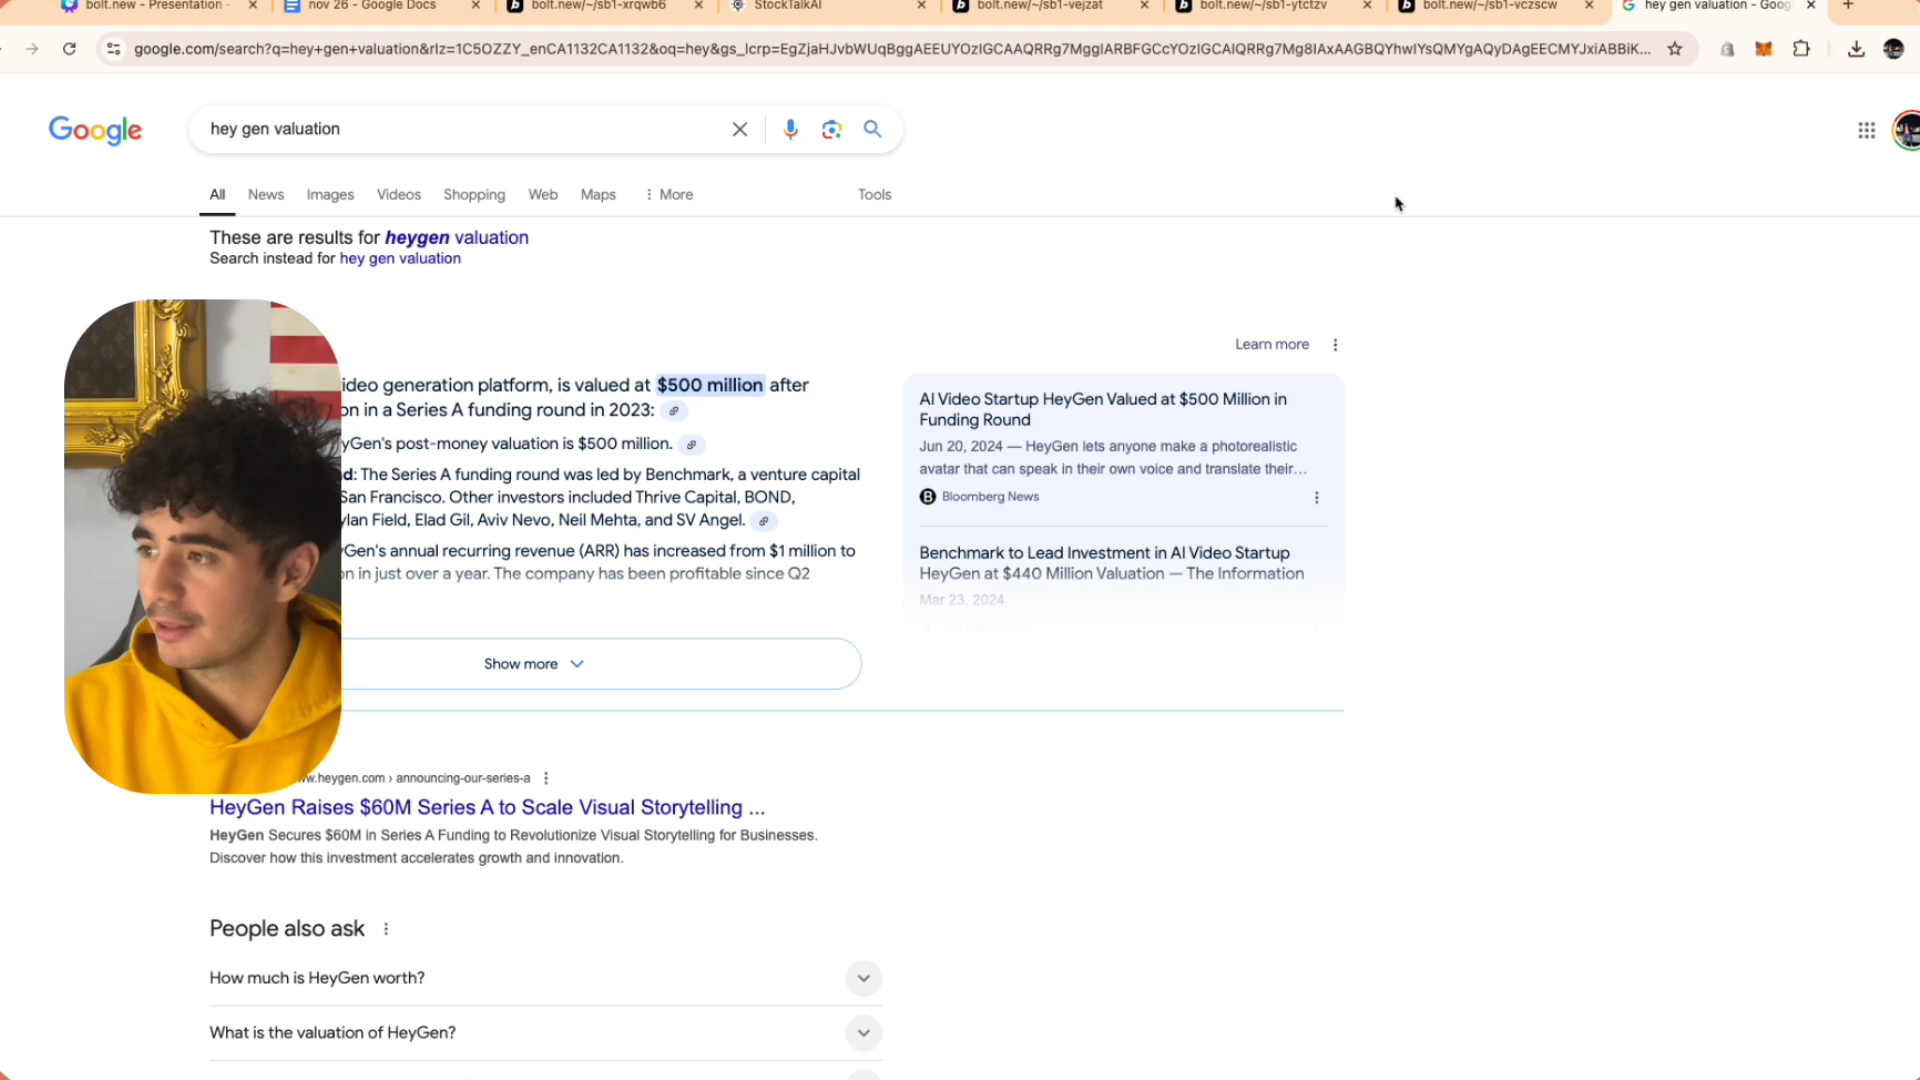 bolt.new - Presentation -
nov 26 - Google Docs
bolt.new/~/sb1-xrqwb6
StockTalkAI
bolt.new/~/sb1-vejzat
bolt.new/~/sb1-ytctzv
bolt.new/~/sb1-vczscw
hey gen valuation - Goog
google.com/search?q=hey+gen+valuation&rlz=1C5OZZY_enCA1132CA1132&oq=hey&gs_lcrp=
Google
hey gen valuation
All News Images Videos Shopping Web Maps More Tools
These are results for heygen valuation
Search instead for hey gen valuation
Learn more
ideo generation platform, is valued at $500 million after
on in a Series A funding round in 2023:
yGen's post-money valuation is $500 million.
d: The Series A funding round was led by Benchmark, a venture capital
San Francisco. Other investors included Thrive Capital, BOND,
ylan Field, Elad Gil, Aviv Nevo, Neil Mehta, and SV Angel.
Gen's annual recurring revenue (ARR) has increased from $1 million to
on in just over a year. The company has been profitable since Q2
Show more
AI Video Startup HeyGen Valued at $500 Million in
Funding Round
Jun 20, 2024 — HeyGen lets anyone make a photorealistic
avatar that can speak in their own voice and translate their...
Bloomberg News
Benchmark to Lead Investment in AI Video Startup
HeyGen at $440 Million Valuation — The Information
Mar 23, 2024
ww.heygen.com › announcing-our-series-a
HeyGen Raises $60M Series A to Scale Visual Storytelling ...
HeyGen Secures $60M in Series A Funding to Revolutionize Visual Storytelling for Businesses.
Discover how this investment accelerates growth and innovation.
People also ask
How much is HeyGen worth?
What is the valuation of HeyGen?